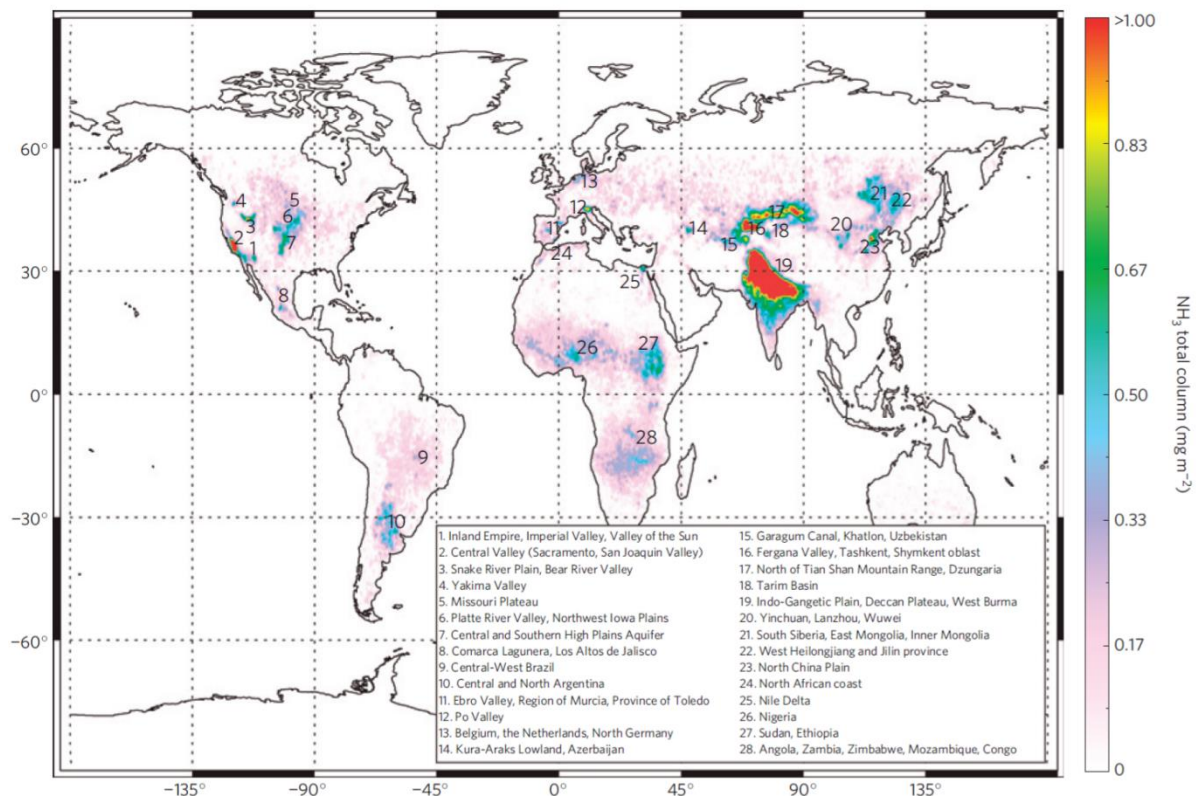 60°
30°
0°
−30°
−60°
−135°
−90°
−45°
0°
45°
90°
135°
1
2
3
4
5
6
7
8
9
10
11
12
13
14
15
16
17
18
19
20
21
22
23
24
25
26
27
28
1. Inland Empire, Imperial Valley, Valley of the Sun
2. Central Valley (Sacramento, San Joaquin Valley)
3. Snake River Plain, Bear River Valley
4. Yakima Valley
5. Missouri Plateau
6. Platte River Valley, Northwest Iowa Plains
7. Central and Southern High Plains Aquifer
8. Comarca Lagunera, Los Altos de Jalisco
9. Central-West Brazil
10. Central and North Argentina
11. Ebro Valley, Region of Murcia, Province of Toledo
12. Po Valley
13. Belgium, the Netherlands, North Germany
14. Kura-Araks Lowland, Azerbaijan
15. Garagum Canal, Khatlon, Uzbekistan
16. Fergana Valley, Tashkent, Shymkent oblast
17. North of Tian Shan Mountain Range, Dzungaria
18. Tarim Basin
19. Indo-Gangetic Plain, Deccan Plateau, West Burma
20. Yinchuan, Lanzhou, Wuwei
21. South Siberia, East Mongolia, Inner Mongolia
22. West Heilongjiang and Jilin province
23. North China Plain
24. North African coast
25. Nile Delta
26. Nigeria
27. Sudan, Ethiopia
28. Angola, Zambia, Zimbabwe, Mozambique, Congo
>1.00
0.83
0.67
0.50
0.33
0.17
0
NH₃ total column (mg m⁻²)